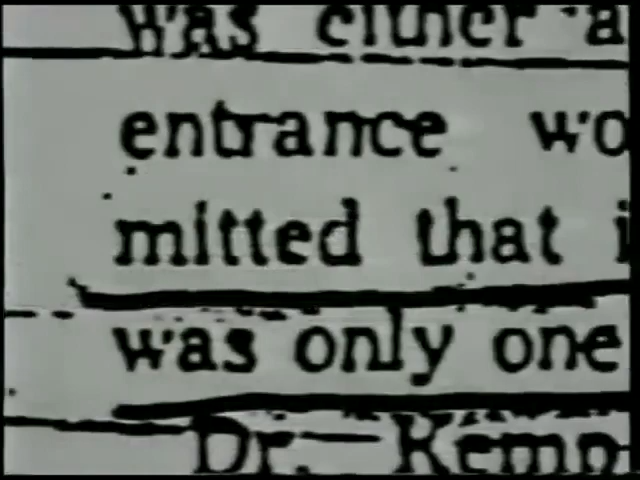 was either a
entrance wo
mitted that i
was only one
Dr. Kemp